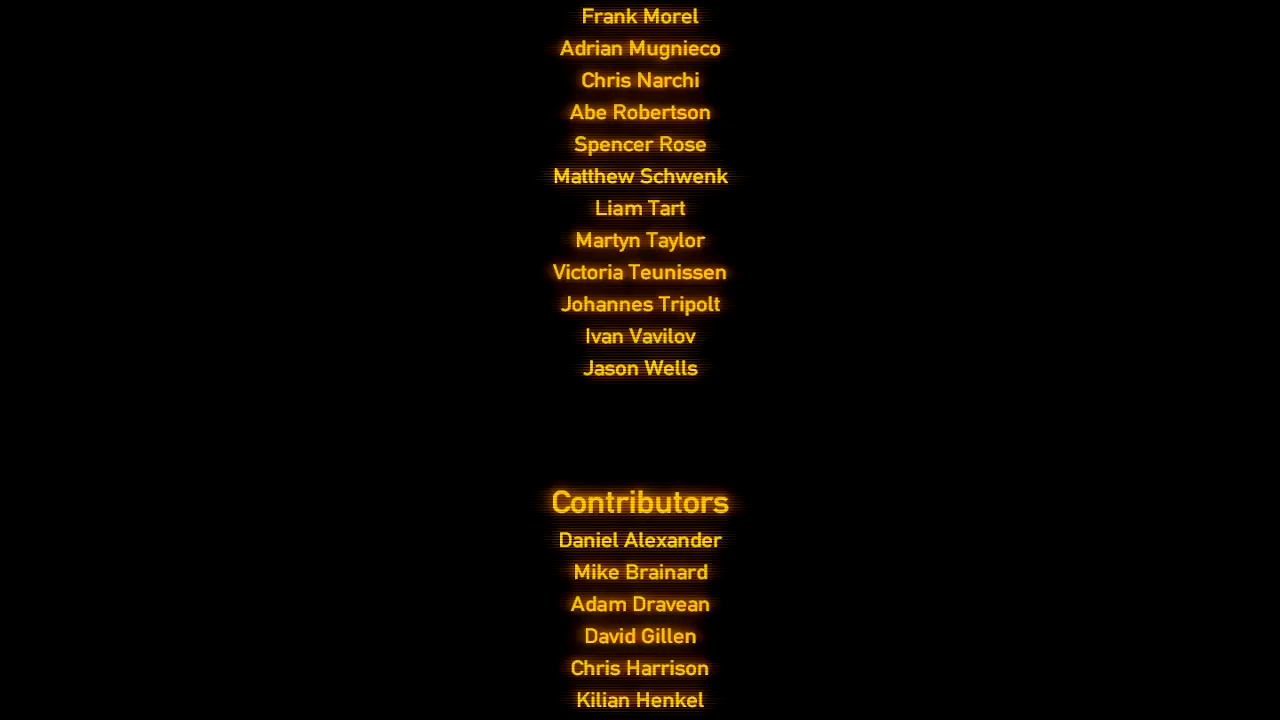 Frank Morel
Adrian Mugnieco
Chris Narchi
Abe Robertson
Spencer Rose
Matthew Schwenk
Liam Tart
Martyn Taylor
Victoria Teunissen
Johannes Tripolt
Ivan Vavilov
Jason Wells
Contributors
Daniel Alexander
Mike Brainard
Adam Dravean
David Gillen
Chris Harrison
Kilian Henkel